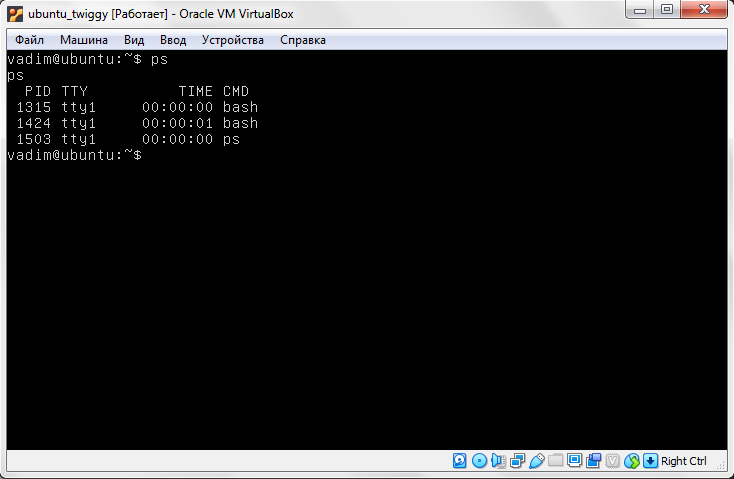 ubuntu_twiggy [Работает] - Oracle VM VirtualBox
Файл Машина Вид Ввод Устройства Справка
vadim@ubuntu:~$ ps
ps
  PID TTY          TIME CMD
 1315 tty1     00:00:00 bash
 1424 tty1     00:00:01 bash
 1503 tty1     00:00:00 ps
vadim@ubuntu:~$
Right Ctrl